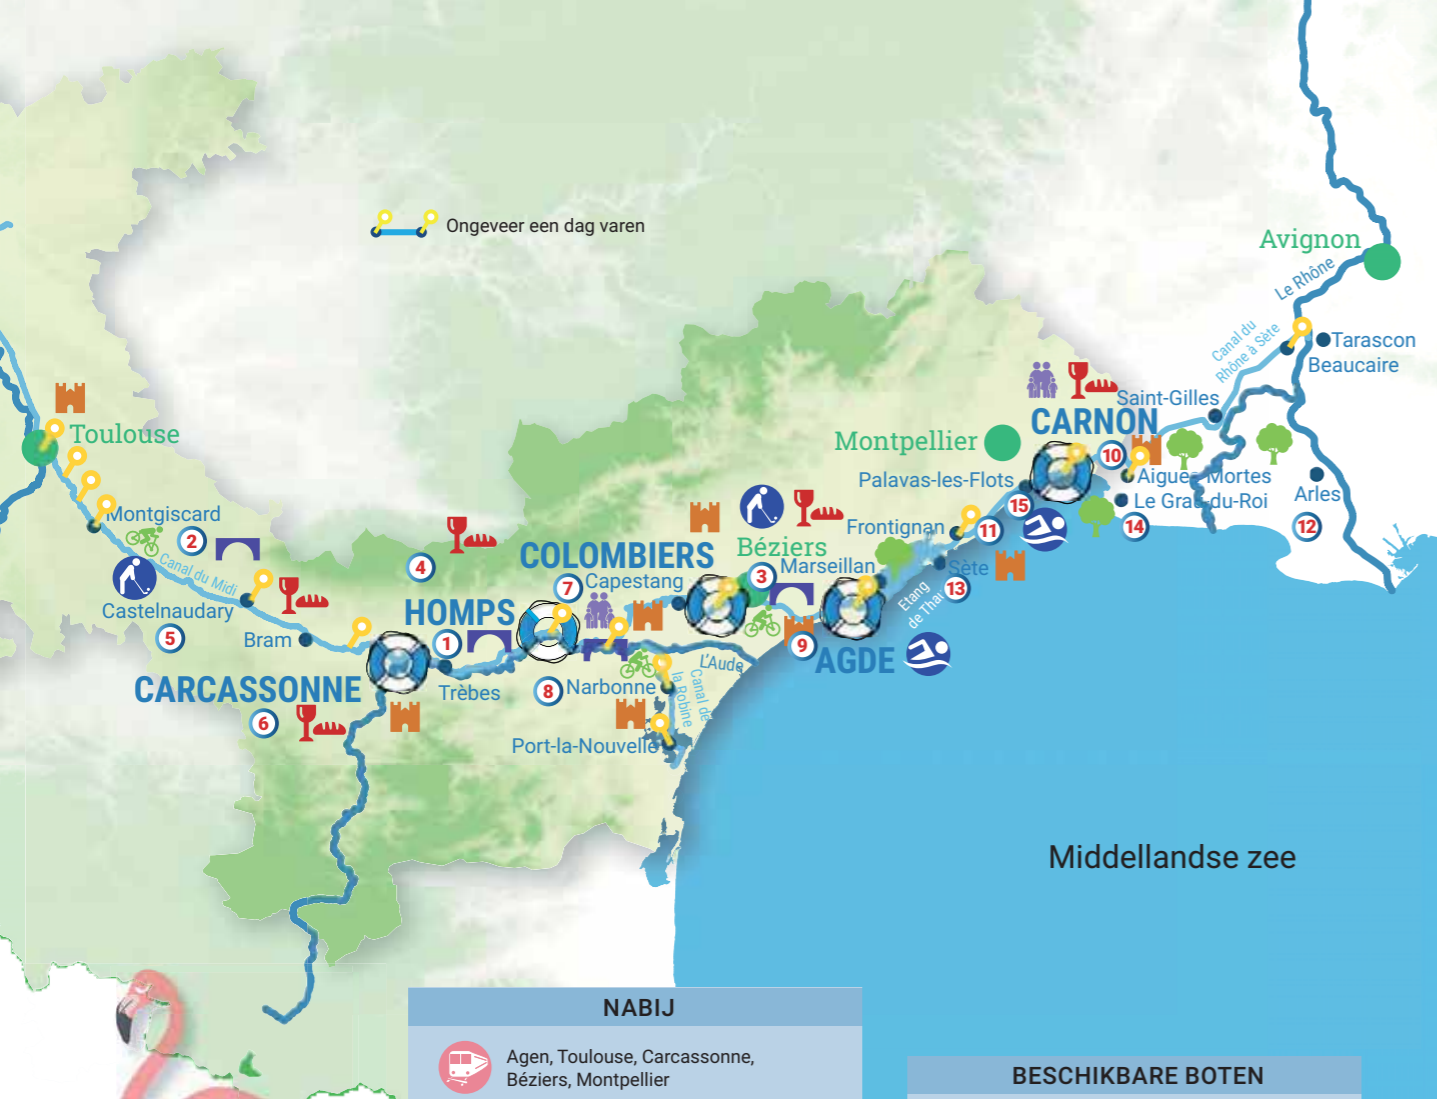 Ongeveer een dag varen
Avignon
Le Rhône
Canal du
Rhône à Sète
Tarascon
Beaucaire
Saint-Gilles
CARNON
Montpellier
10
Palavas-les-Flots
Aigues-Mortes
Le Grau-du-Roi
Arles
15
14
12
Toulouse
Montgiscard
2
Canal du Midi
Castelnaudary
5
Bram
4
COLOMBIERS
7
Capestang
Béziers
3
Marseillan
Frontignan
11
Sète
13
Etang
de Thau
HOMPS
1
9
AGDE
CARCASSONNE
Trèbes
6
8
Narbonne
L'Aude
Canal de
la Robine
Port-la-Nouvelle
Middellandse zee
NABIJ
Agen, Toulouse, Carcassonne,
Béziers, Montpellier
BESCHIKBARE BOTEN